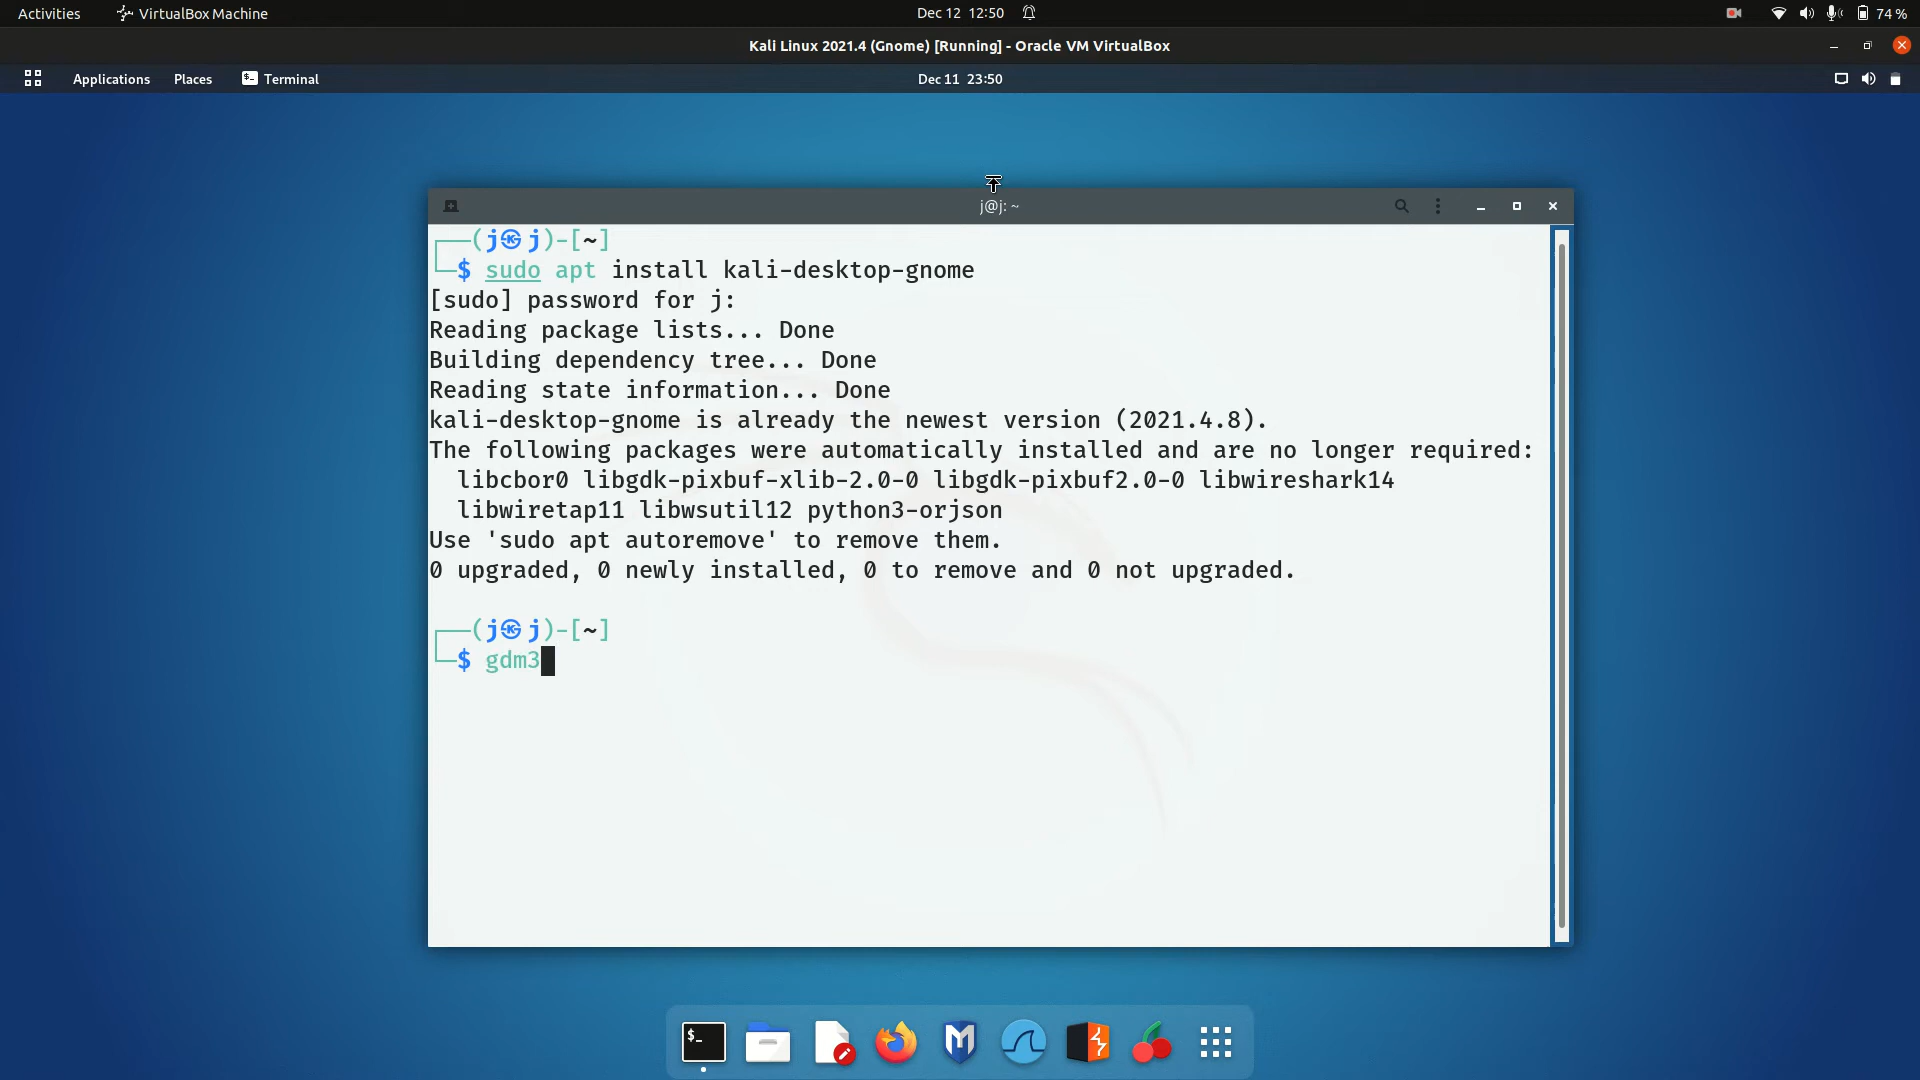 Activities
VirtualBox Machine
Dec 12 12:50
74 %
Kali Linux 2021.4 (Gnome) [Running] - Oracle VM VirtualBox
Applications
Places
Terminal
Dec 11 23:50
j@j: ~
(j㉿j)-[~]
$ sudo apt install kali-desktop-gnome
[sudo] password for j:
Reading package lists... Done
Building dependency tree... Done
Reading state information... Done
kali-desktop-gnome is already the newest version (2021.4.8).
The following packages were automatically installed and are no longer required:
libcbor0 libgdk-pixbuf-xlib-2.0-0 libgdk-pixbuf2.0-0 libwireshark14
libwiretap11 libwsutil12 python3-orjson
Use 'sudo apt autoremove' to remove them.
0 upgraded, 0 newly installed, 0 to remove and 0 not upgraded.
(j㉿j)-[~]
$ gdm3
$-